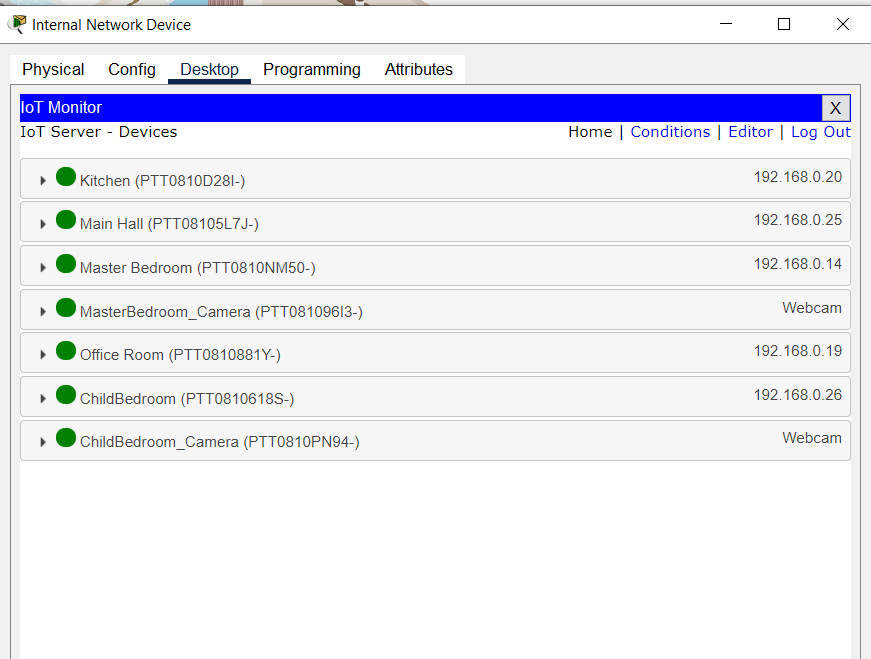 Internal Network Device
Physical Config Desktop Programming Attributes
IoT Monitor X
IoT Server - Devices Home | Conditions | Editor | Log Out
Kitchen (PTT0810D28I-) 192.168.0.20
Main Hall (PTT08105L7J-) 192.168.0.25
Master Bedroom (PTT0810NM50-) 192.168.0.14
MasterBedroom_Camera (PTT081096I3-) Webcam
Office Room (PTT0810881Y-) 192.168.0.19
ChildBedroom (PTT0810618S-) 192.168.0.26
ChildBedroom_Camera (PTT0810PN94-) Webcam